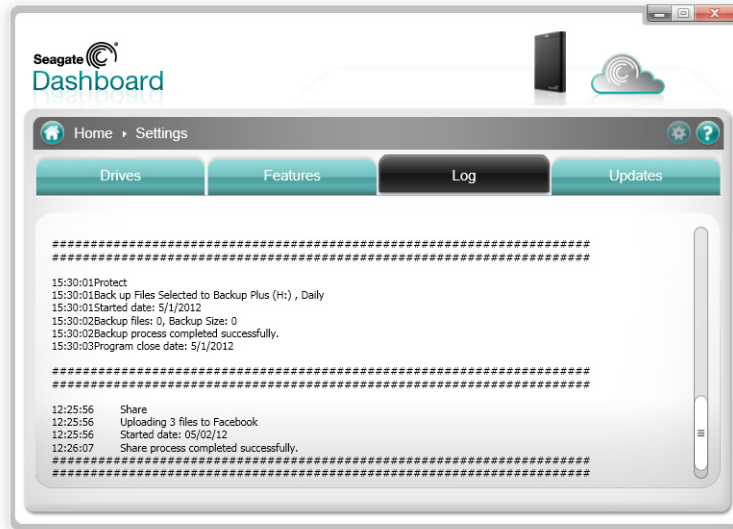 Seagate
Dashboard
Home ▸ Settings
Drives
Features
Log
Updates
######################################################################
######################################################################
15:30:01Protect
15:30:01Back up Files Selected to Backup Plus (H:) , Daily
15:30:01Started date: 5/1/2012
15:30:02Backup files: 0, Backup Size: 0
15:30:02Backup process completed successfully.
15:30:03Program close date: 5/1/2012
######################################################################
######################################################################
12:25:56 Share
12:25:56 Uploading 3 files to Facebook
12:25:56 Started date: 05/02/12
12:26:07 Share process completed successfully.
######################################################################
######################################################################